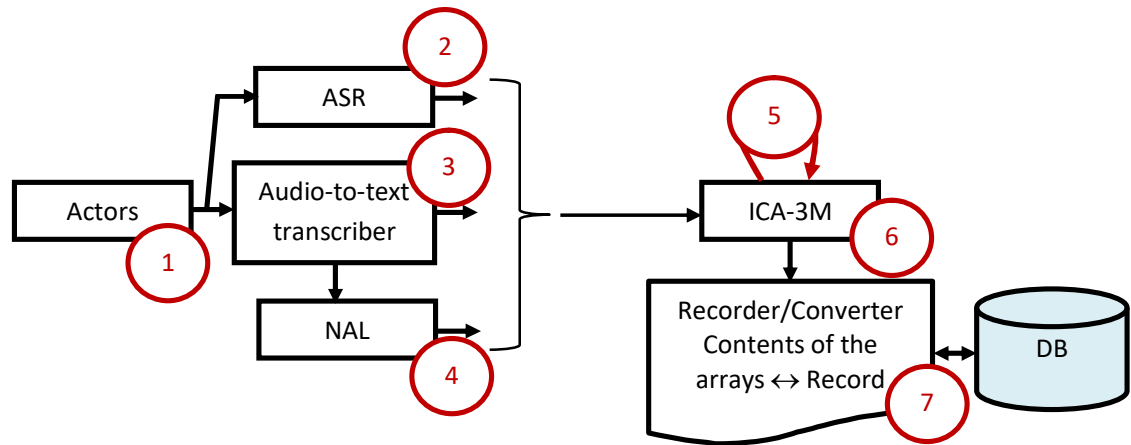 2
ASR
3
Audio-to-text
transcriber
Actors
1
NAL
4
5
ICA-3M
6
Recorder/Converter
Contents of the
arrays ↔ Record
7
DB